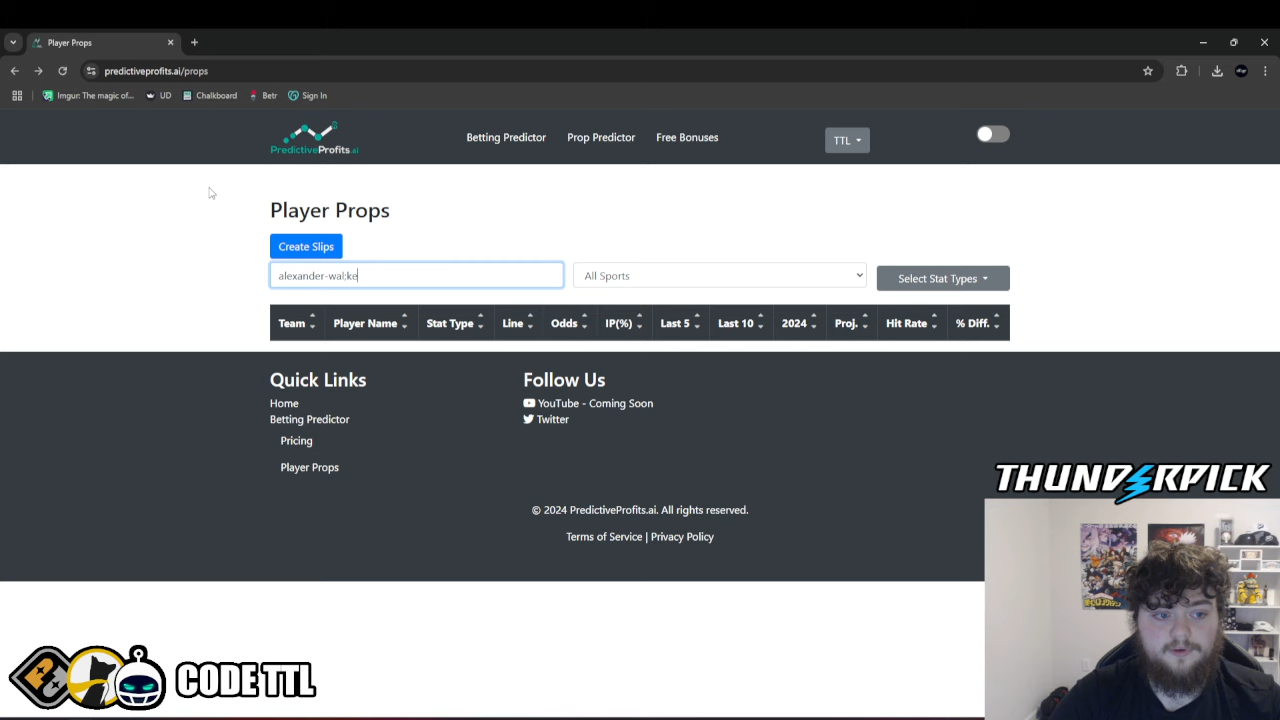 Player Props
predictiveprofits.ai/props
Imgur: The magic of... UD Chalkboard Betr Sign In
PredictiveProfits.ai
Betting Predictor Prop Predictor Free Bonuses TTL
Player Props
Create Slips
alexander-wal;ke All Sports Select Stat Types
Team Player Name Stat Type Line Odds IP(%) Last 5 Last 10 2024 Proj. Hit Rate % Diff.
Quick Links Follow Us
Home YouTube - Coming Soon
Betting Predictor Twitter
Pricing
Player Props
THUNDERPICK
© 2024 PredictiveProfits.ai. All rights reserved.
Terms of Service | Privacy Policy
CODE TTL